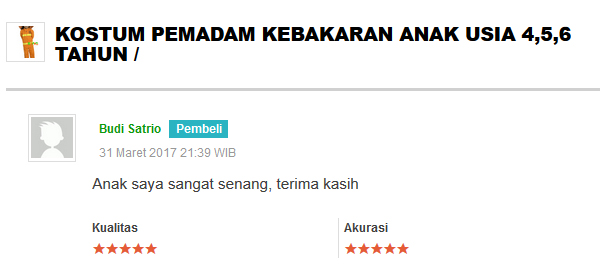 KOSTUM PEMADAM KEBAKARAN ANAK USIA 4,5,6
TAHUN /
Budi Satrio Pembeli
31 Maret 2017 21:39 WIB
Anak saya sangat senang, terima kasih
Kualitas Akurasi